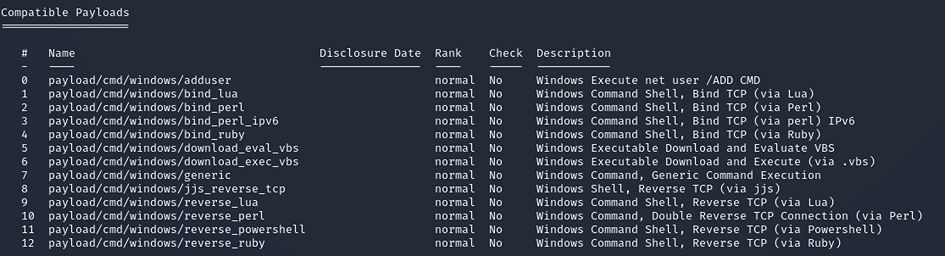 Compatible Payloads
===================
# Name Disclosure Date Rank Check Description
- ---- --------------- ---- ----- -----------
0 payload/cmd/windows/adduser normal No Windows Execute net user /ADD CMD
1 payload/cmd/windows/bind_lua normal No Windows Command Shell, Bind TCP (via Lua)
2 payload/cmd/windows/bind_perl normal No Windows Command Shell, Bind TCP (via Perl)
3 payload/cmd/windows/bind_perl_ipv6 normal No Windows Command Shell, Bind TCP (via perl) IPv6
4 payload/cmd/windows/bind_ruby normal No Windows Command Shell, Bind TCP (via Ruby)
5 payload/cmd/windows/download_eval_vbs normal No Windows Executable Download and Evaluate VBS
6 payload/cmd/windows/download_exec_vbs normal No Windows Executable Download and Execute (via .vbs)
7 payload/cmd/windows/generic normal No Windows Command, Generic Command Execution
8 payload/cmd/windows/jjs_reverse_tcp normal No Windows Shell, Reverse TCP (via jjs)
9 payload/cmd/windows/reverse_lua normal No Windows Command Shell, Reverse TCP (via Lua)
10 payload/cmd/windows/reverse_perl normal No Windows Command, Double Reverse TCP Connection (via Perl)
11 payload/cmd/windows/reverse_powershell normal No Windows Command Shell, Reverse TCP (via Powershell)
12 payload/cmd/windows/reverse_ruby normal No Windows Command Shell, Reverse TCP (via Ruby)